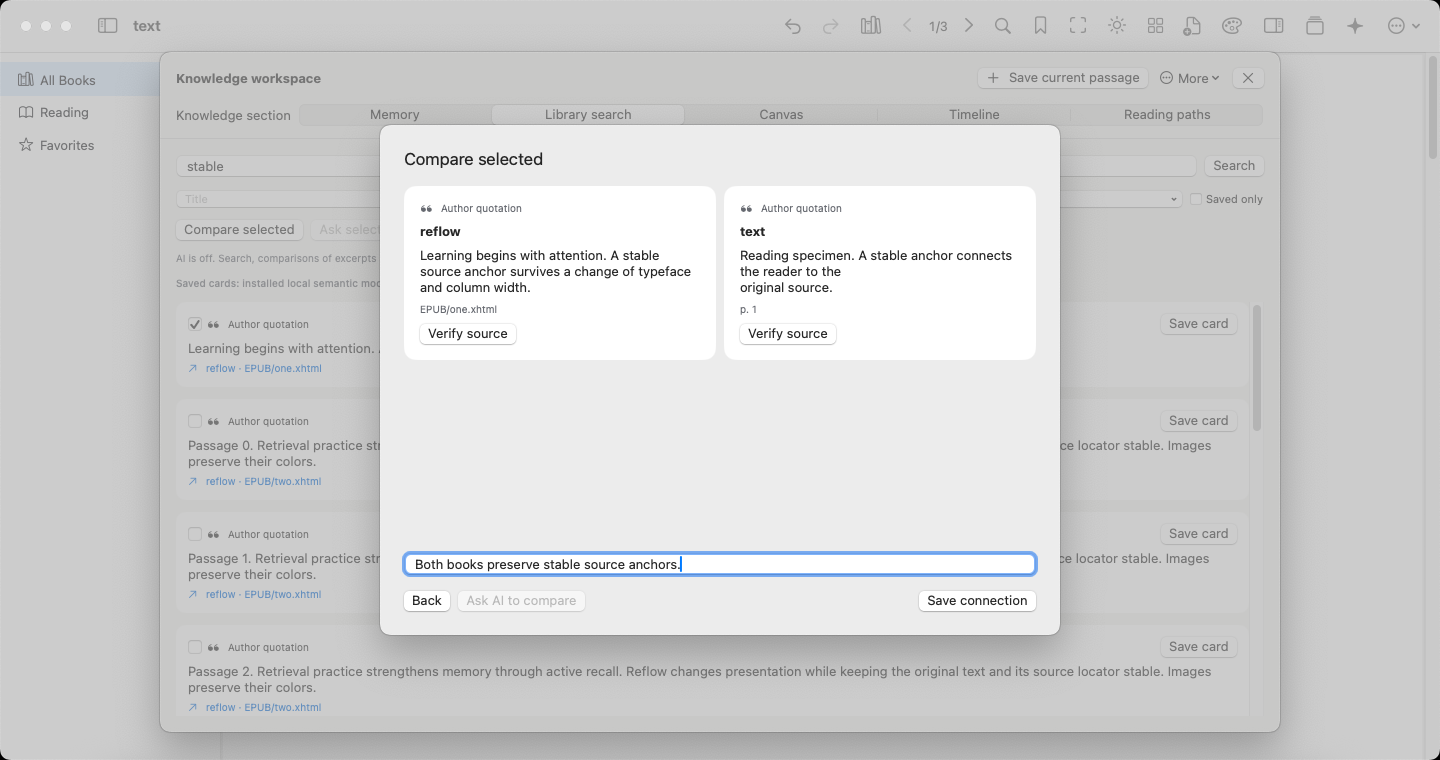 text
1/3
All Books
Reading
Favorites
Knowledge workspace
Save current passage
More
Knowledge section
Memory
Library search
Canvas
Timeline
Reading paths
stable
Search
Title
Saved only
Compare selected
Ask select
AI is off. Search, comparisons of excerpts
Saved cards: installed local semantic mo
Author quotation
Save card
Learning begins with attention.
reflow · EPUB/one.xhtml
Author quotation
Save card
Passage 0. Retrieval practice str
ce locator stable. Images
preserve their colors.
reflow · EPUB/two.xhtml
Author quotation
Save card
Passage 1. Retrieval practice str
ce locator stable. Images
preserve their colors.
reflow · EPUB/two.xhtml
Author quotation
Save card
Passage 2. Retrieval practice strengthens memory through active recall. Reflow changes presentation while keeping the original text and its source locator stable. Images
preserve their colors.
reflow · EPUB/two.xhtml
Compare selected
Author quotation
reflow
Learning begins with attention. A stable
source anchor survives a change of typeface
and column width.
EPUB/one.xhtml
Verify source
Author quotation
text
Reading specimen. A stable anchor connects
the reader to the
original source.
p. 1
Verify source
Both books preserve stable source anchors.
Back
Ask AI to compare
Save connection